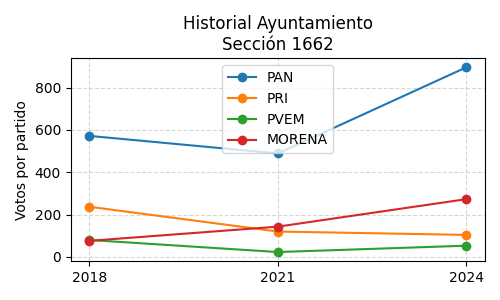 Historial Ayuntamiento
Sección 1662
Votos por partido
800
600
400
200
0
PAN
PRI
PVEM
MORENA
2018 2021 2024